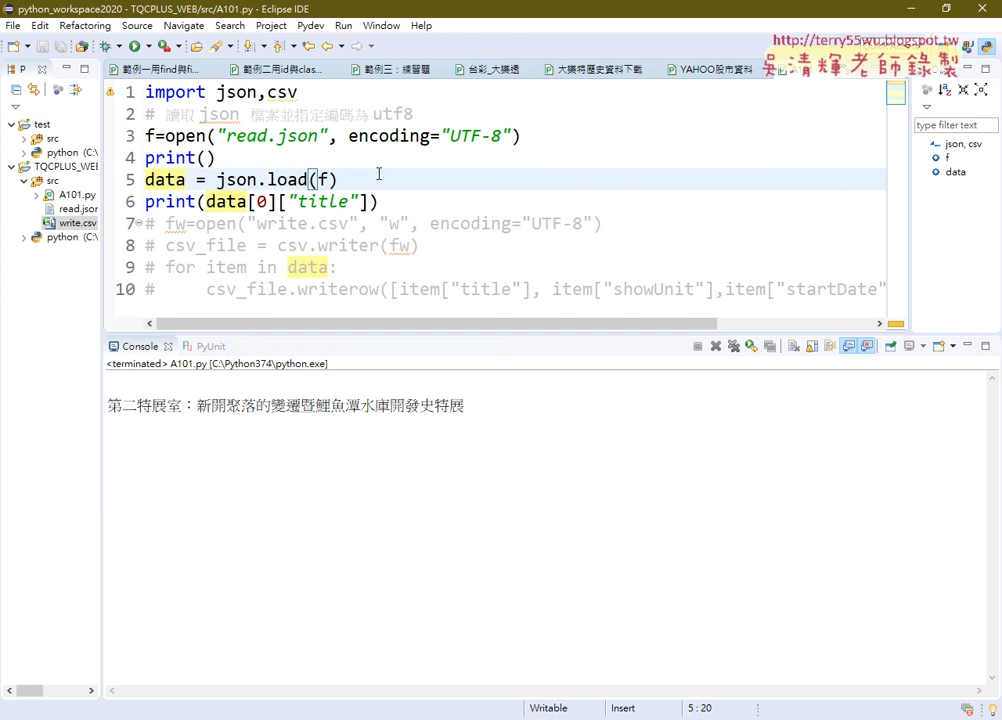 python_workspace2020 - TQCPLUS_WEB/src/A101.py - Eclipse IDE
File Edit Refactoring Source Navigate Search Project Pydev Run Window Help
http://terry55wu.blogspot.tw
吳清輝老師錄製
P
範例一用find與fi...
範例二用id與clas...
範例三：練習題
台彩_大樂透
大樂特歷史資料下載
YAHOO股市資料
type filter text
test
src
python (C:\
TQCPLUS_WEB
src
A101.py
read.json
write.csv
python (C:\
1 import json,csv
2 # 讀取 json 檔案並指定編碼為utf8
3 f=open("read.json", encoding="UTF-8")
4 print()
5 data = json.load(f)
6 print(data[0]["title"])
7 # fw=open("write.csv", "w", encoding="UTF-8")
8 # csv_file = csv.writer(fw)
9 # for item in data:
10 #     csv_file.writerow([item["title"], item["showUnit"],item["startDate"
json, csv
f
data
Console PyUnit
<terminated> A101.py [C:\Python374\python.exe]
第二特展室：新開聚落的變遷暨鯉魚潭水庫開發史特展
Writable Insert 5 : 20